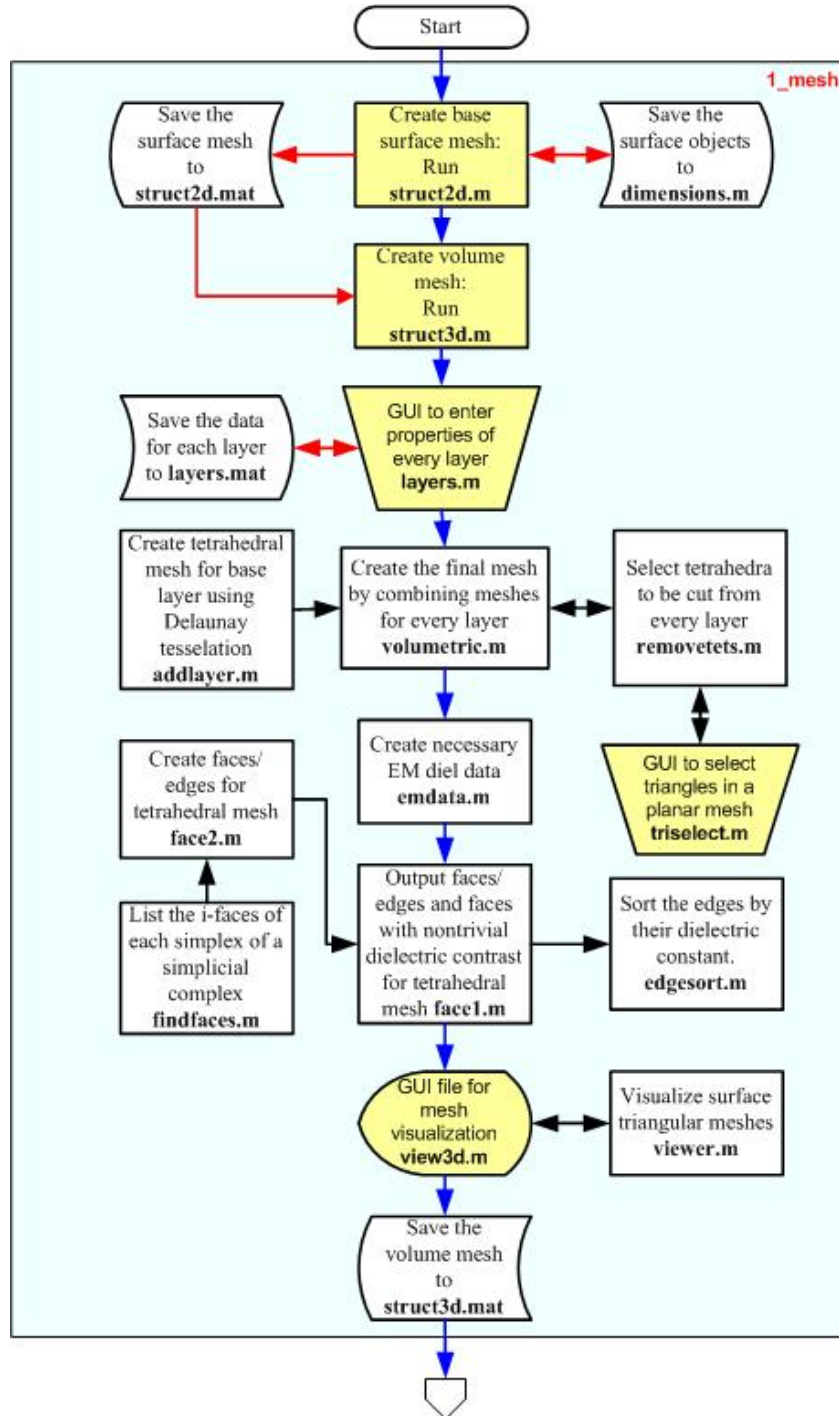 Start
1_mesh
Save the
surface mesh
to
struct2d.mat
Create base
surface mesh:
Run
struct2d.m
Save the
surface objects
to
dimensions.m
Create volume
mesh:
Run
struct3d.m
Save the data
for each layer
to layers.mat
GUI to enter
properties of
every layer
layers.m
Create tetrahedral
mesh for base
layer using
Delaunay
tesselation
addlayer.m
Create the final mesh
by combining meshes
for every layer
volumetric.m
Select tetrahedra
to be cut from
every layer
removetets.m
Create faces/
edges for
tetrahedral mesh
face2.m
Create necessary
EM diel data
emdata.m
GUI to select
triangles in a
planar mesh
triselect.m
List the i-faces of
each simplex of a
simplicial
complex
findfaces.m
Output faces/
edges and faces
with nontrivial
dielectric contrast
for tetrahedral
mesh face1.m
Sort the edges by
their dielectric
constant.
edgesort.m
GUI file for
mesh
visualization
view3d.m
Visualize surface
triangular meshes
viewer.m
Save the
volume mesh
to
struct3d.mat